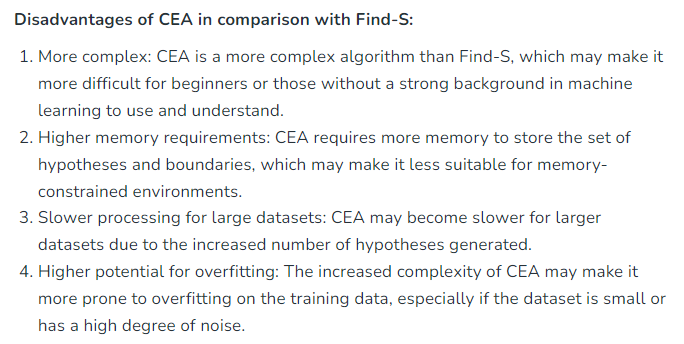 Disadvantages of CEA in comparison with Find-S:
1. More complex: CEA is a more complex algorithm than Find-S, which may make it
more difficult for beginners or those without a strong background in machine
learning to use and understand.
2. Higher memory requirements: CEA requires more memory to store the set of
hypotheses and boundaries, which may make it less suitable for memory-
constrained environments.
3. Slower processing for large datasets: CEA may become slower for larger
datasets due to the increased number of hypotheses generated.
4. Higher potential for overfitting: The increased complexity of CEA may make it
more prone to overfitting on the training data, especially if the dataset is small or
has a high degree of noise.